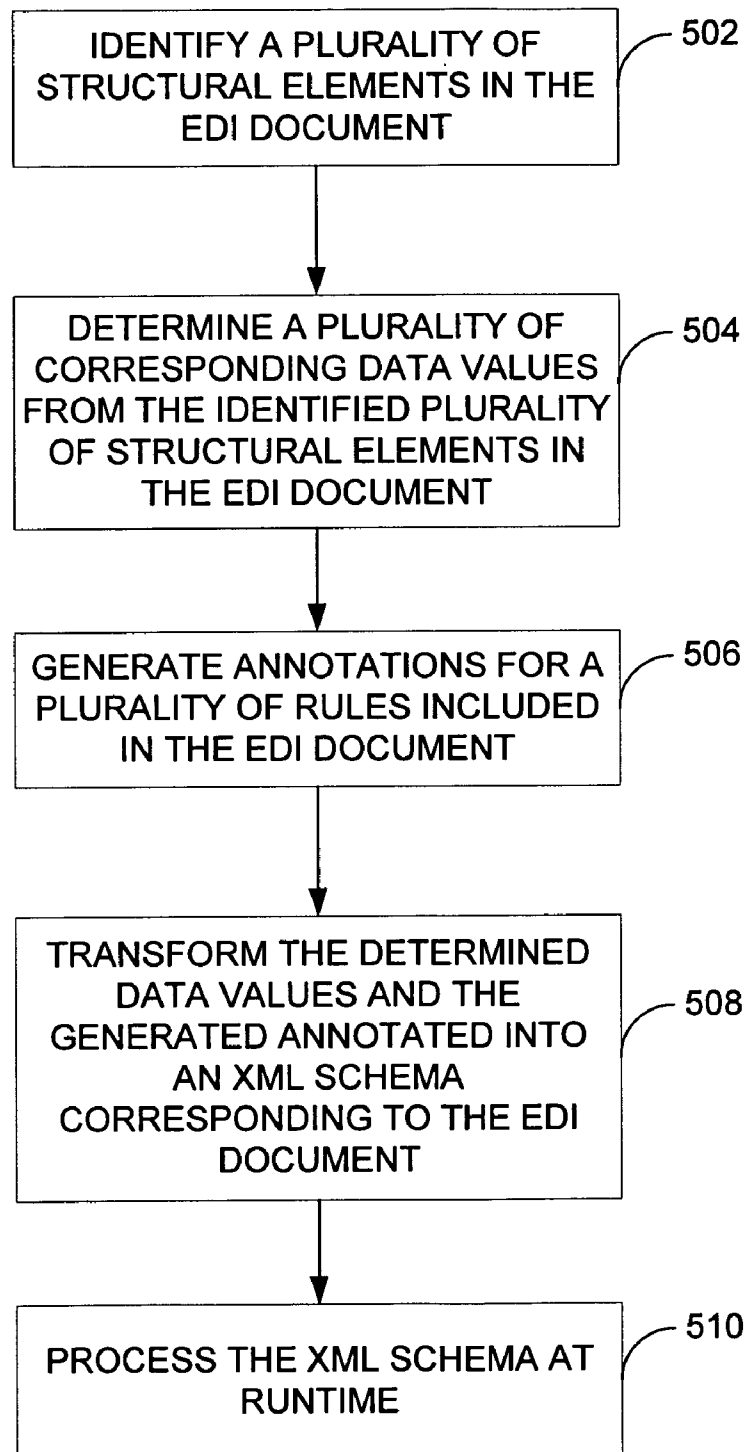 IDENTIFY A PLURALITY OF
STRUCTURAL ELEMENTS IN THE
EDI DOCUMENT
502
DETERMINE A PLURALITY OF
CORRESPONDING DATA VALUES
FROM THE IDENTIFIED PLURALITY
OF STRUCTURAL ELEMENTS IN
THE EDI DOCUMENT
504
GENERATE ANNOTATIONS FOR A
PLURALITY OF RULES INCLUDED
IN THE EDI DOCUMENT
506
TRANSFORM THE DETERMINED
DATA VALUES AND THE
GENERATED ANNOTATED INTO
AN XML SCHEMA
CORRESPONDING TO THE EDI
DOCUMENT
508
PROCESS THE XML SCHEMA AT
RUNTIME
510